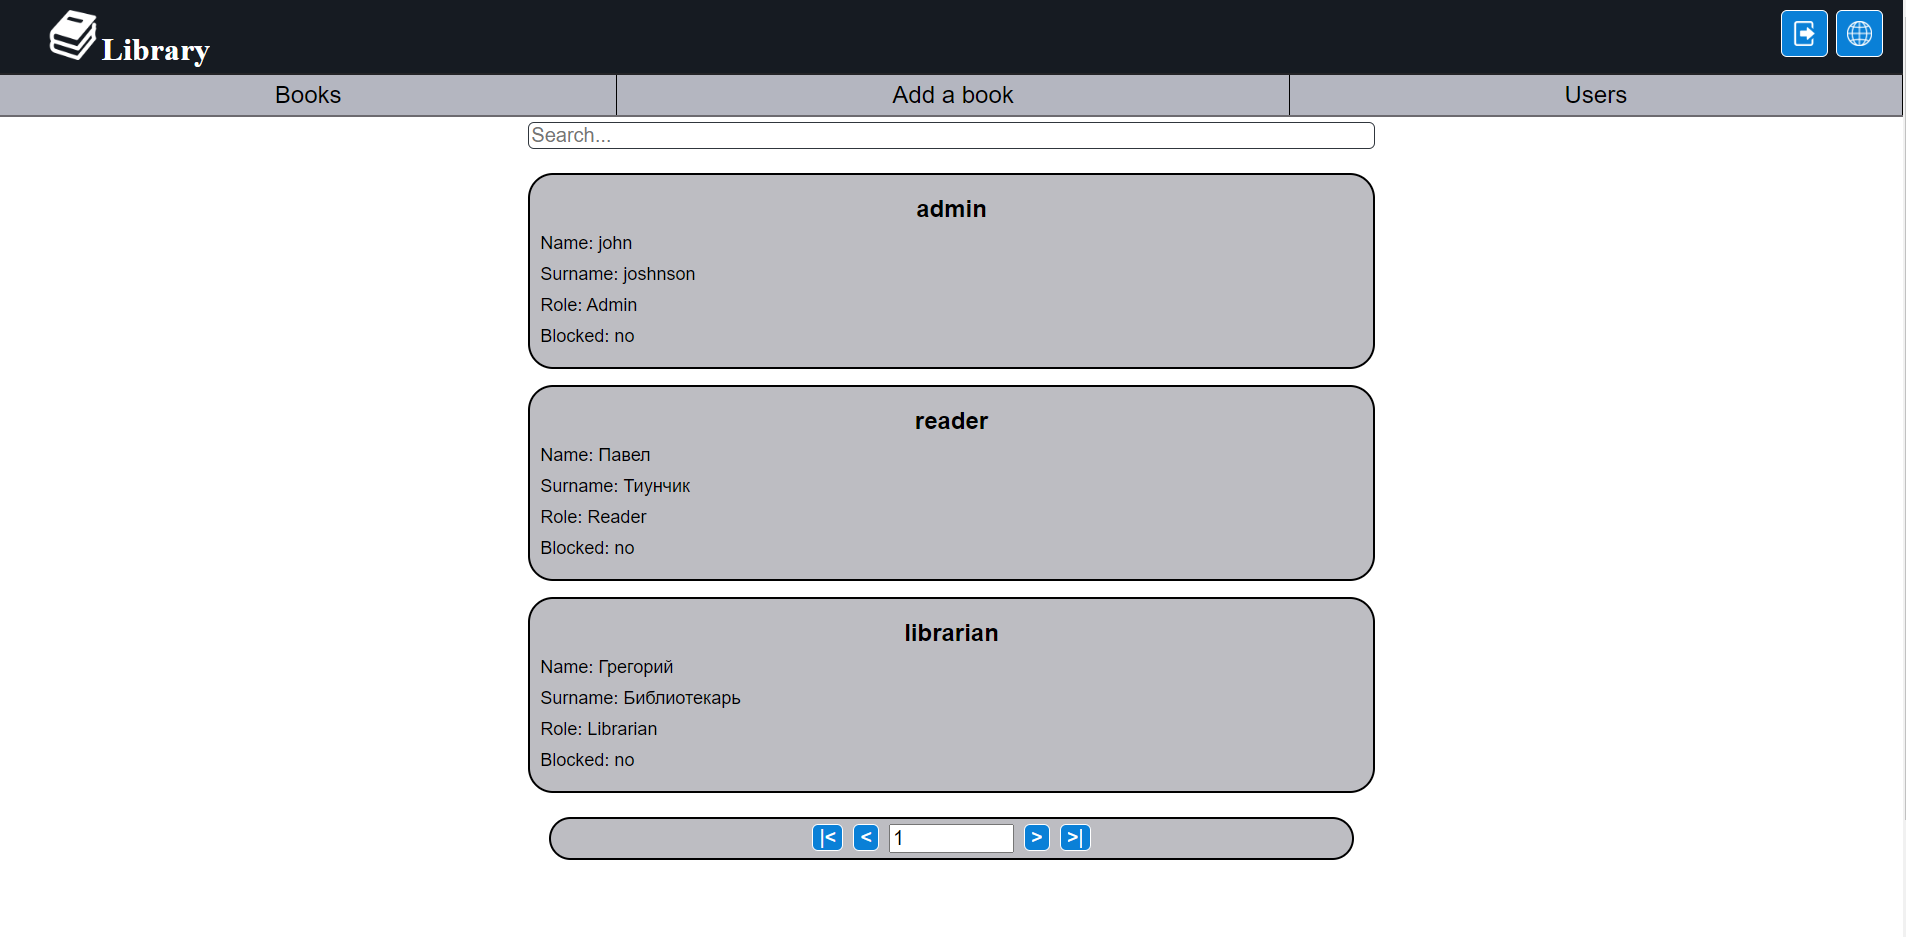 Library
Books Add a book Users
Search...
admin
Name: john
Surname: joshnson
Role: Admin
Blocked: no
reader
Name: Павел
Surname: Тиунчик
Role: Reader
Blocked: no
librarian
Name: Грегорий
Surname: Библиотекарь
Role: Librarian
Blocked: no
|< < 1 > >|